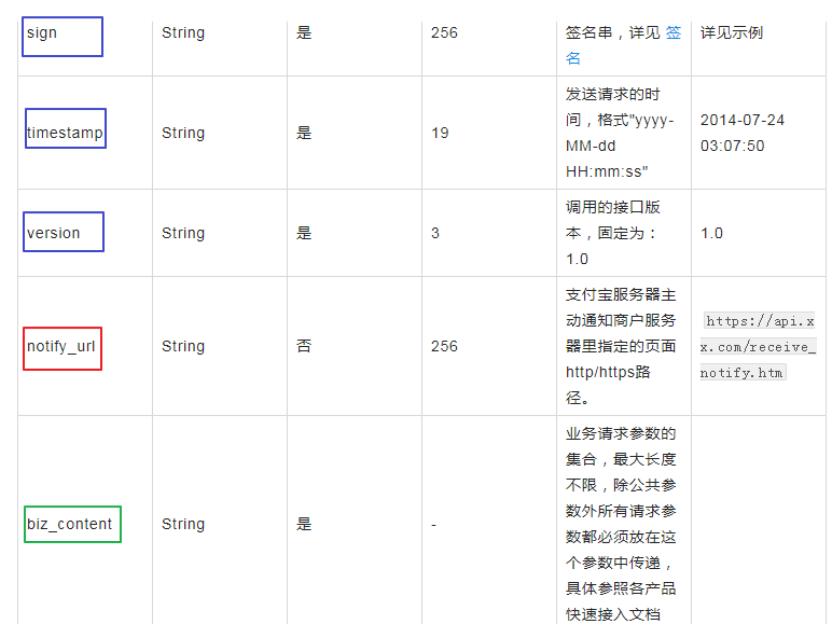 sign String 是 256 签名串，详见 签 详见示例
名
发送请求的时
间，格式"yyyy-
MM-dd
HH:mm:ss"
timestamp String 是 19
2014-07-24
03:07:50
调用的接口版
本，固定为：
1.0
version String 是 3
1.0
支付宝服务器主
动通知商户服务
器里指定的页面
http/https路
径。
notify_url String 否 256
https://api.x
x.com/receive_
notify.htm
业务请求参数的
集合，最大长度
不限，除公共参
数外所有请求参
数都必须放在这
个参数中传递，
具体参照各产品
快速接入文档
biz_content String 是 -